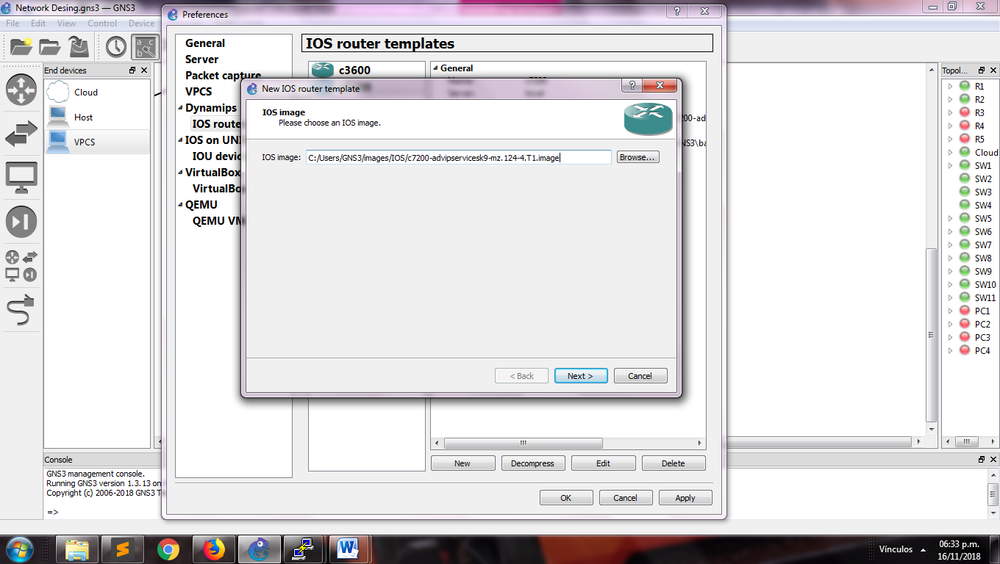 Network Desing.gns3 — GNS3
File Edit View Control Device
End devices
Cloud
Host
VPCS
Preferences
General
Server
Packet capture
VPCS
Dynamips
IOS route
IOS on UNI
IOU devic
VirtualBox
VirtualBo
QEMU
QEMU VM
IOS router templates
c3600
General
200-ad
NS3\ba
New IOS router template
IOS image
Please choose an IOS image.
IOS image: C:/Users/GNS3/images/IOS/c7200-advipservicesk9-mz.124-4.T1.image
Browse...
< Back Next > Cancel
New Decompress Edit Delete
OK Cancel Apply
Topol...
R1
R2
R3
R4
R5
Cloud
SW1
SW2
SW3
SW4
SW5
SW6
SW7
SW8
SW9
SW10
SW11
PC1
PC2
PC3
PC4
Console
GNS3 management console.
Running GNS3 version 1.3.13 on
Copyright (c) 2006-2018 GNS3 T
=>
Vínculos
06:33 p.m.
16/11/2018